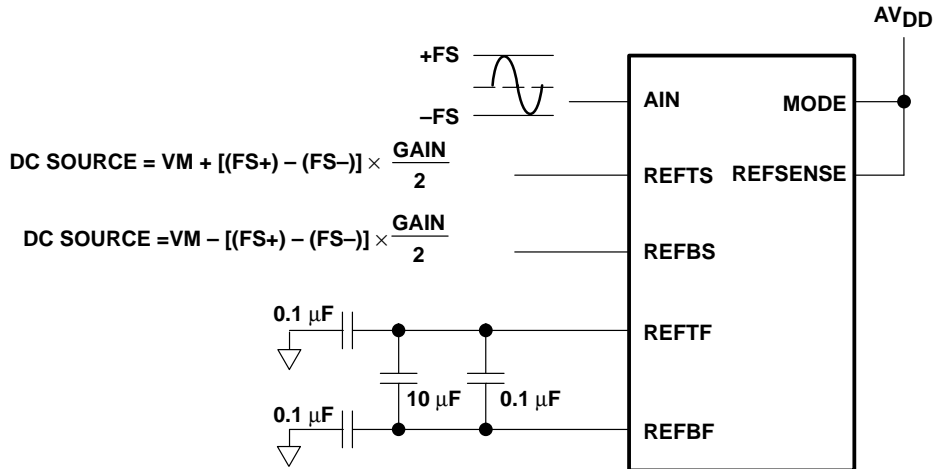 AVDD
+FS
–FS
AIN
MODE
DC SOURCE = VM + [(FS+) – (FS–)] × GAIN/2
REFTS
REFSENSE
DC SOURCE =VM – [(FS+) – (FS–)] × GAIN/2
REFBS
0.1 μF
REFTF
10 μF
0.1 μF
0.1 μF
REFBF